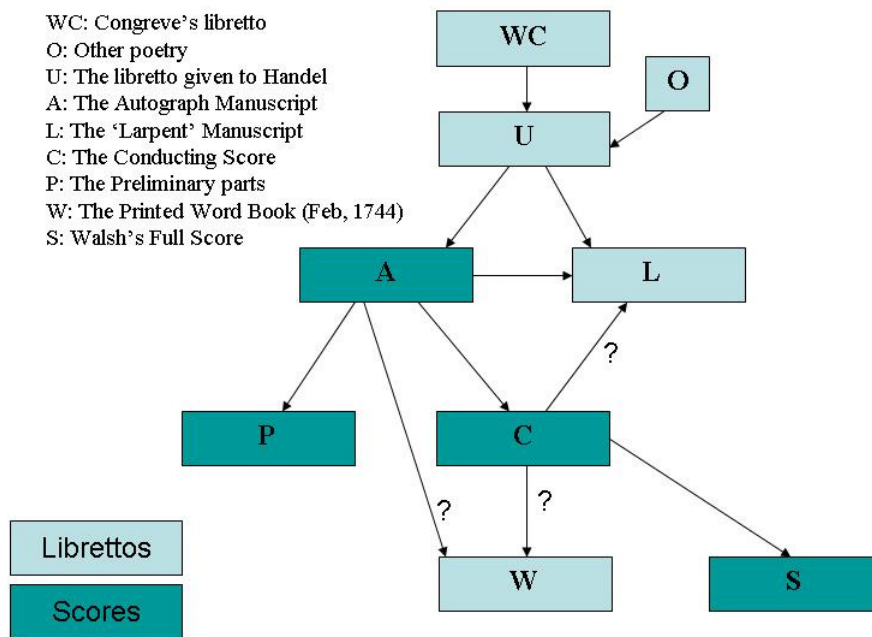 WC: Congreve's libretto
O: Other poetry
U: The libretto given to Handel
A: The Autograph Manuscript
L: The 'Larpent' Manuscript
C: The Conducting Score
P: The Preliminary parts
W: The Printed Word Book (Feb, 1744)
S: Walsh's Full Score
WC
O
U
A
L
?
P
C
?
?
W
S
Librettos
Scores